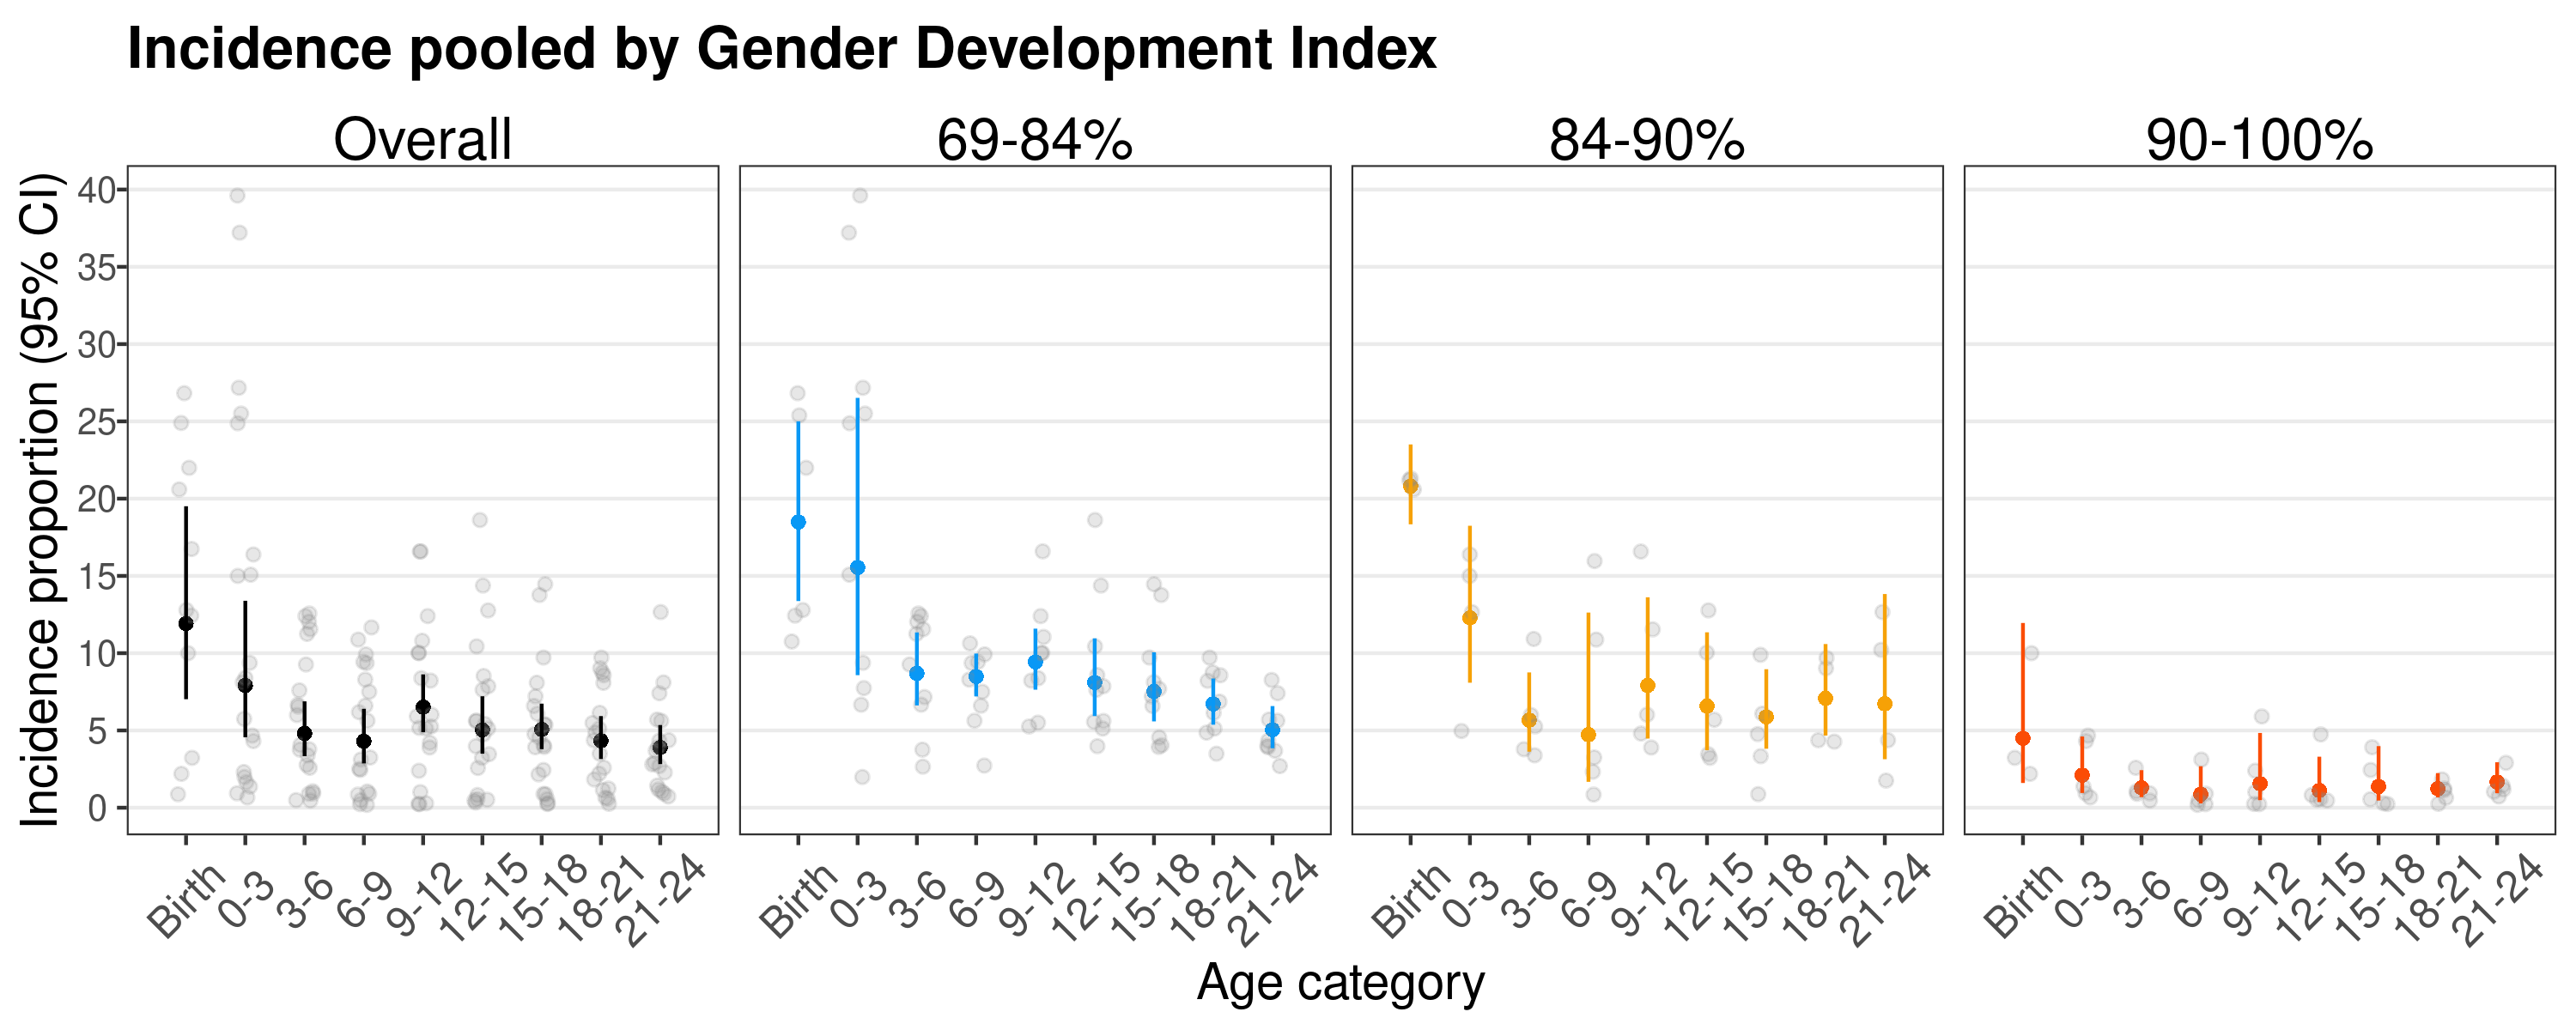 Incidence pooled by Gender Development Index
Overall 69-84% 84-90% 90-100%
Incidence proportion (95% CI)
40
35
30
25
20
15
10
5
0
Birth 0-3 3-6 6-9 9-12 12-15 15-18 18-21 21-24 Birth 0-3 3-6 6-9 9-12 12-15 15-18 18-21 21-24 Birth 0-3 3-6 6-9 9-12 12-15 15-18 18-21 21-24 Birth 0-3 3-6 6-9 9-12 12-15 15-18 18-21 21-24
Age category